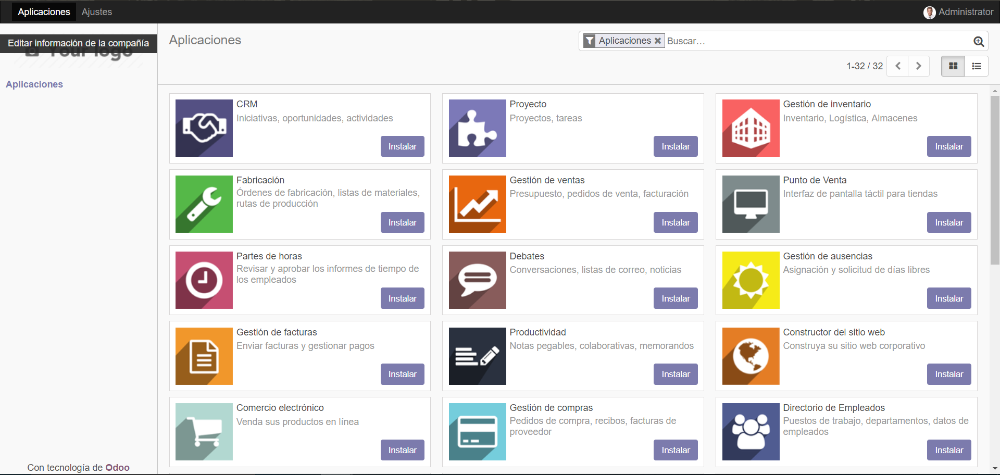 Aplicaciones Ajustes Administrator
Editar información de la compañía
Your logo
Aplicaciones
Aplicaciones
Aplicaciones Buscar...
1-32 / 32
CRM
Iniciativas, oportunidades, actividades
Instalar
Proyecto
Proyectos, tareas
Instalar
Gestión de inventario
Inventario, Logística, Almacenes
Instalar
Fabricación
Órdenes de fabricación, listas de materiales,
rutas de producción
Instalar
Gestión de ventas
Presupuesto, pedidos de venta, facturación
Instalar
Punto de Venta
Interfaz de pantalla táctil para tiendas
Instalar
Partes de horas
Revisar y aprobar los informes de tiempo de
los empleados
Instalar
Debates
Conversaciones, listas de correo, noticias
Instalar
Gestión de ausencias
Asignación y solicitud de días libres
Instalar
Gestión de facturas
Enviar facturas y gestionar pagos
Instalar
Productividad
Notas pegables, colaborativas, memorandos
Instalar
Constructor del sitio web
Construya su sitio web corporativo
Instalar
Comercio electrónico
Venda sus productos en línea
Instalar
Gestión de compras
Pedidos de compra, recibos, facturas de
proveedor
Instalar
Directorio de Empleados
Puestos de trabajo, departamentos, datos de
empleados
Instalar
Con tecnología de Odoo